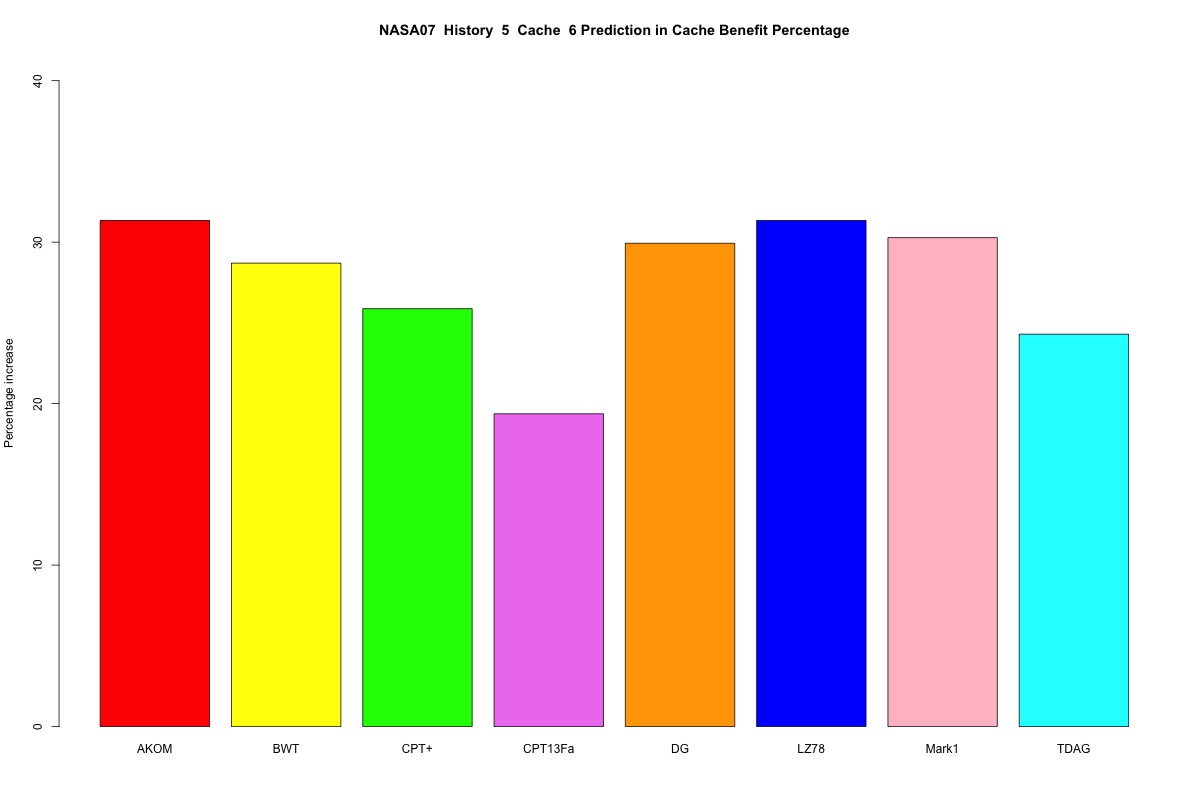 NASA07  History  5  Cache  6 Prediction in Cache Benefit Percentage
Percentage increase
40
30
20
10
0
AKOM BWT CPT+ CPT13Fa DG LZ78 Mark1 TDAG